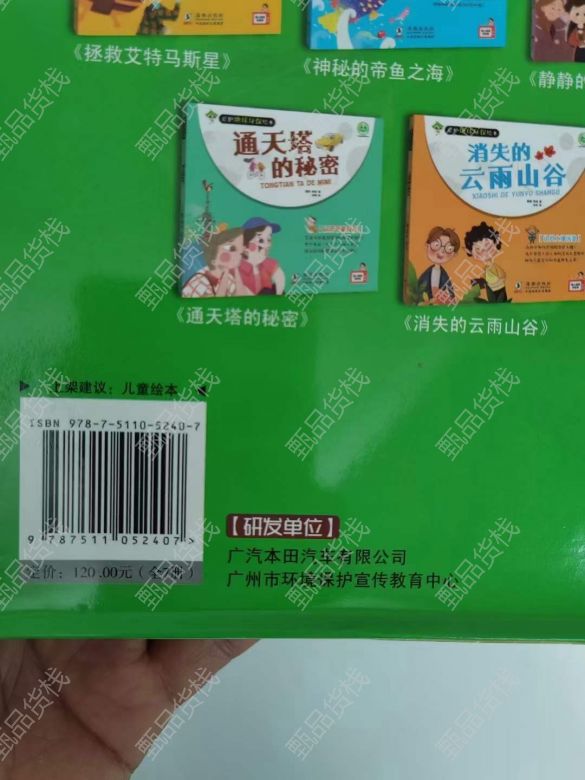 《拯救艾特马斯星》
《神秘的帝鱼之海》
《静静的
通天塔
的秘密
TONGTIAN TA DE MIMI
消失的
云雨山谷
XIAOSHI DE YUNYU SHANGU
《通天塔的秘密》
《消失的云雨山谷》
上架建议：儿童绘本
ISBN 978-7-5110-5240-7
9 787511 052407 >
定价：120.00元（全7册）
【研发单位】
广汽本田汽车有限公司
广州市环境保护宣传教育中心
甄品货栈